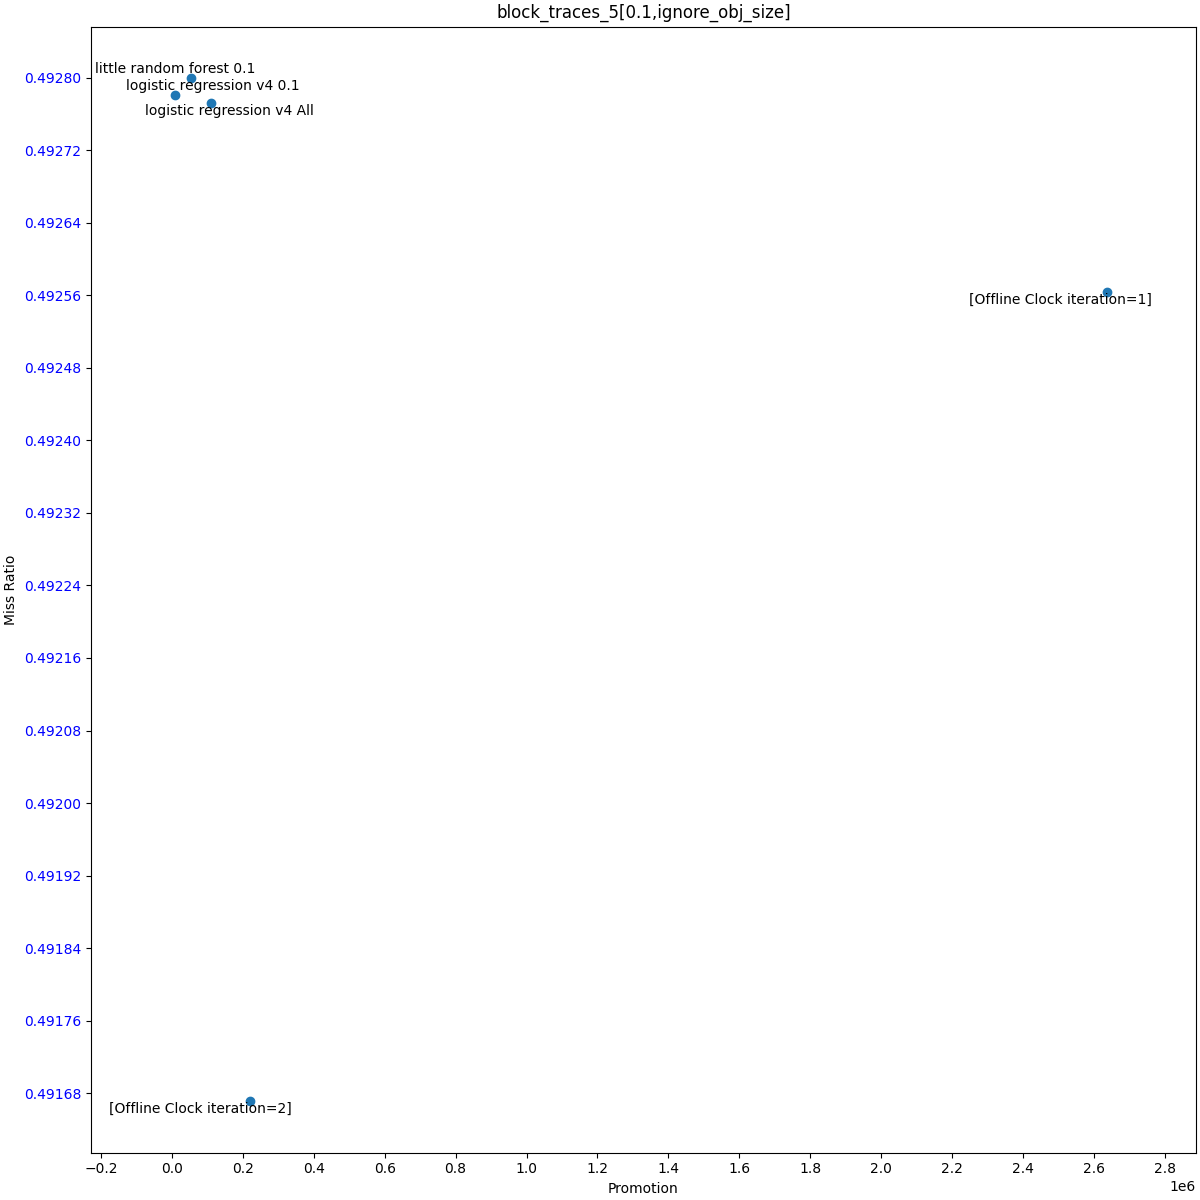 block_traces_5[0.1,ignore_obj_size]
little random forest 0.1
logistic regression v4 0.1
logistic regression v4 All
[Offline Clock iteration=1]
[Offline Clock iteration=2]
0.49280
0.49272
0.49264
0.49256
0.49248
0.49240
0.49232
0.49224
0.49216
0.49208
0.49200
0.49192
0.49184
0.49176
0.49168
Miss Ratio
−0.2 0.0 0.2 0.4 0.6 0.8 1.0 1.2 1.4 1.6 1.8 2.0 2.2 2.4 2.6 2.8
1e6
Promotion